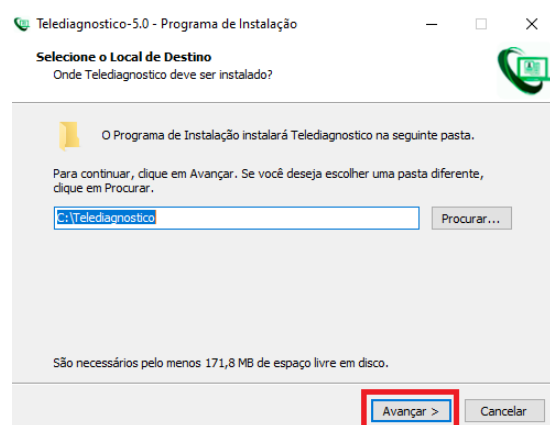 Telediagnostico-5.0 - Programa de Instalação
Selecione o Local de Destino
Onde Telediagnostico deve ser instalado?
O Programa de Instalação instalará Telediagnostico na seguinte pasta.
Para continuar, clique em Avançar. Se você deseja escolher uma pasta diferente,
clique em Procurar.
C:\Telediagnostico
Procurar...
São necessários pelo menos 171,8 MB de espaço livre em disco.
Avançar >
Cancelar